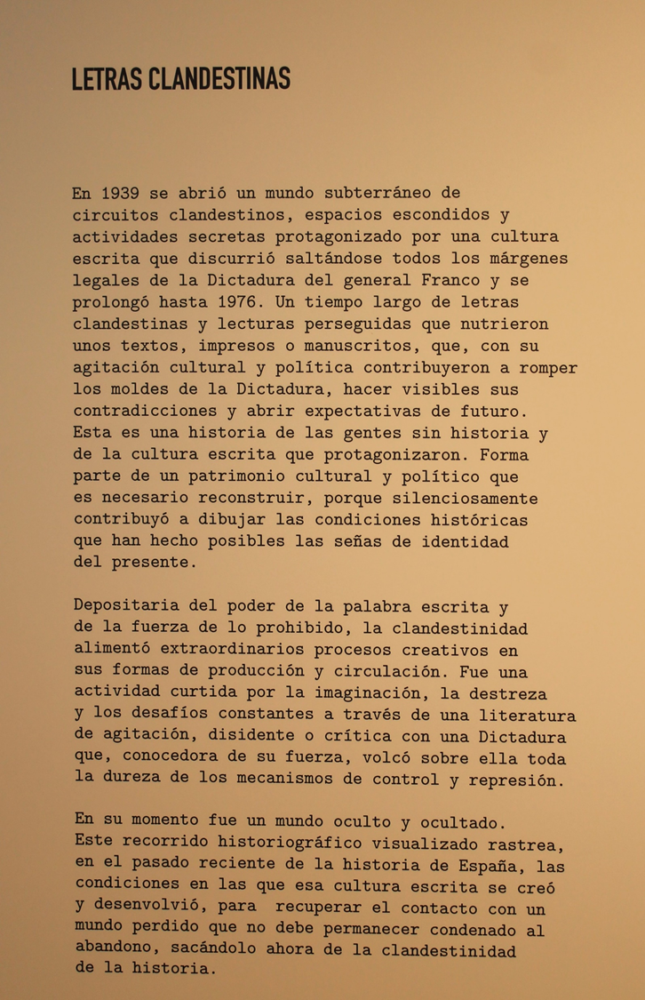 LETRAS CLANDESTINAS
En 1939 se abrió un mundo subterráneo de
circuitos clandestinos, espacios escondidos y
actividades secretas protagonizado por una cultura
escrita que discurrió saltándose todos los márgenes
legales de la Dictadura del general Franco y se
prolongó hasta 1976. Un tiempo largo de letras
clandestinas y lecturas perseguidas que nutrieron
unos textos, impresos o manuscritos, que, con su
agitación cultural y política contribuyeron a romper
los moldes de la Dictadura, hacer visibles sus
contradicciones y abrir expectativas de futuro.
Esta es una historia de las gentes sin historia y
de la cultura escrita que protagonizaron. Forma
parte de un patrimonio cultural y político que
es necesario reconstruir, porque silenciosamente
contribuyó a dibujar las condiciones históricas
que han hecho posibles las señas de identidad
del presente.
Depositaria del poder de la palabra escrita y
de la fuerza de lo prohibido, la clandestinidad
alimentó extraordinarios procesos creativos en
sus formas de producción y circulación. Fue una
actividad curtida por la imaginación, la destreza
y los desafíos constantes a través de una literatura
de agitación, disidente o crítica con una Dictadura
que, conocedora de su fuerza, volcó sobre ella toda
la dureza de los mecanismos de control y represión.
En su momento fue un mundo oculto y ocultado.
Este recorrido historiográfico visualizado rastrea,
en el pasado reciente de la historia de España, las
condiciones en las que esa cultura escrita se creó
y desenvolvió, para  recuperar el contacto con un
mundo perdido que no debe permanecer condenado al
abandono, sacándolo ahora de la clandestinidad
de la historia.